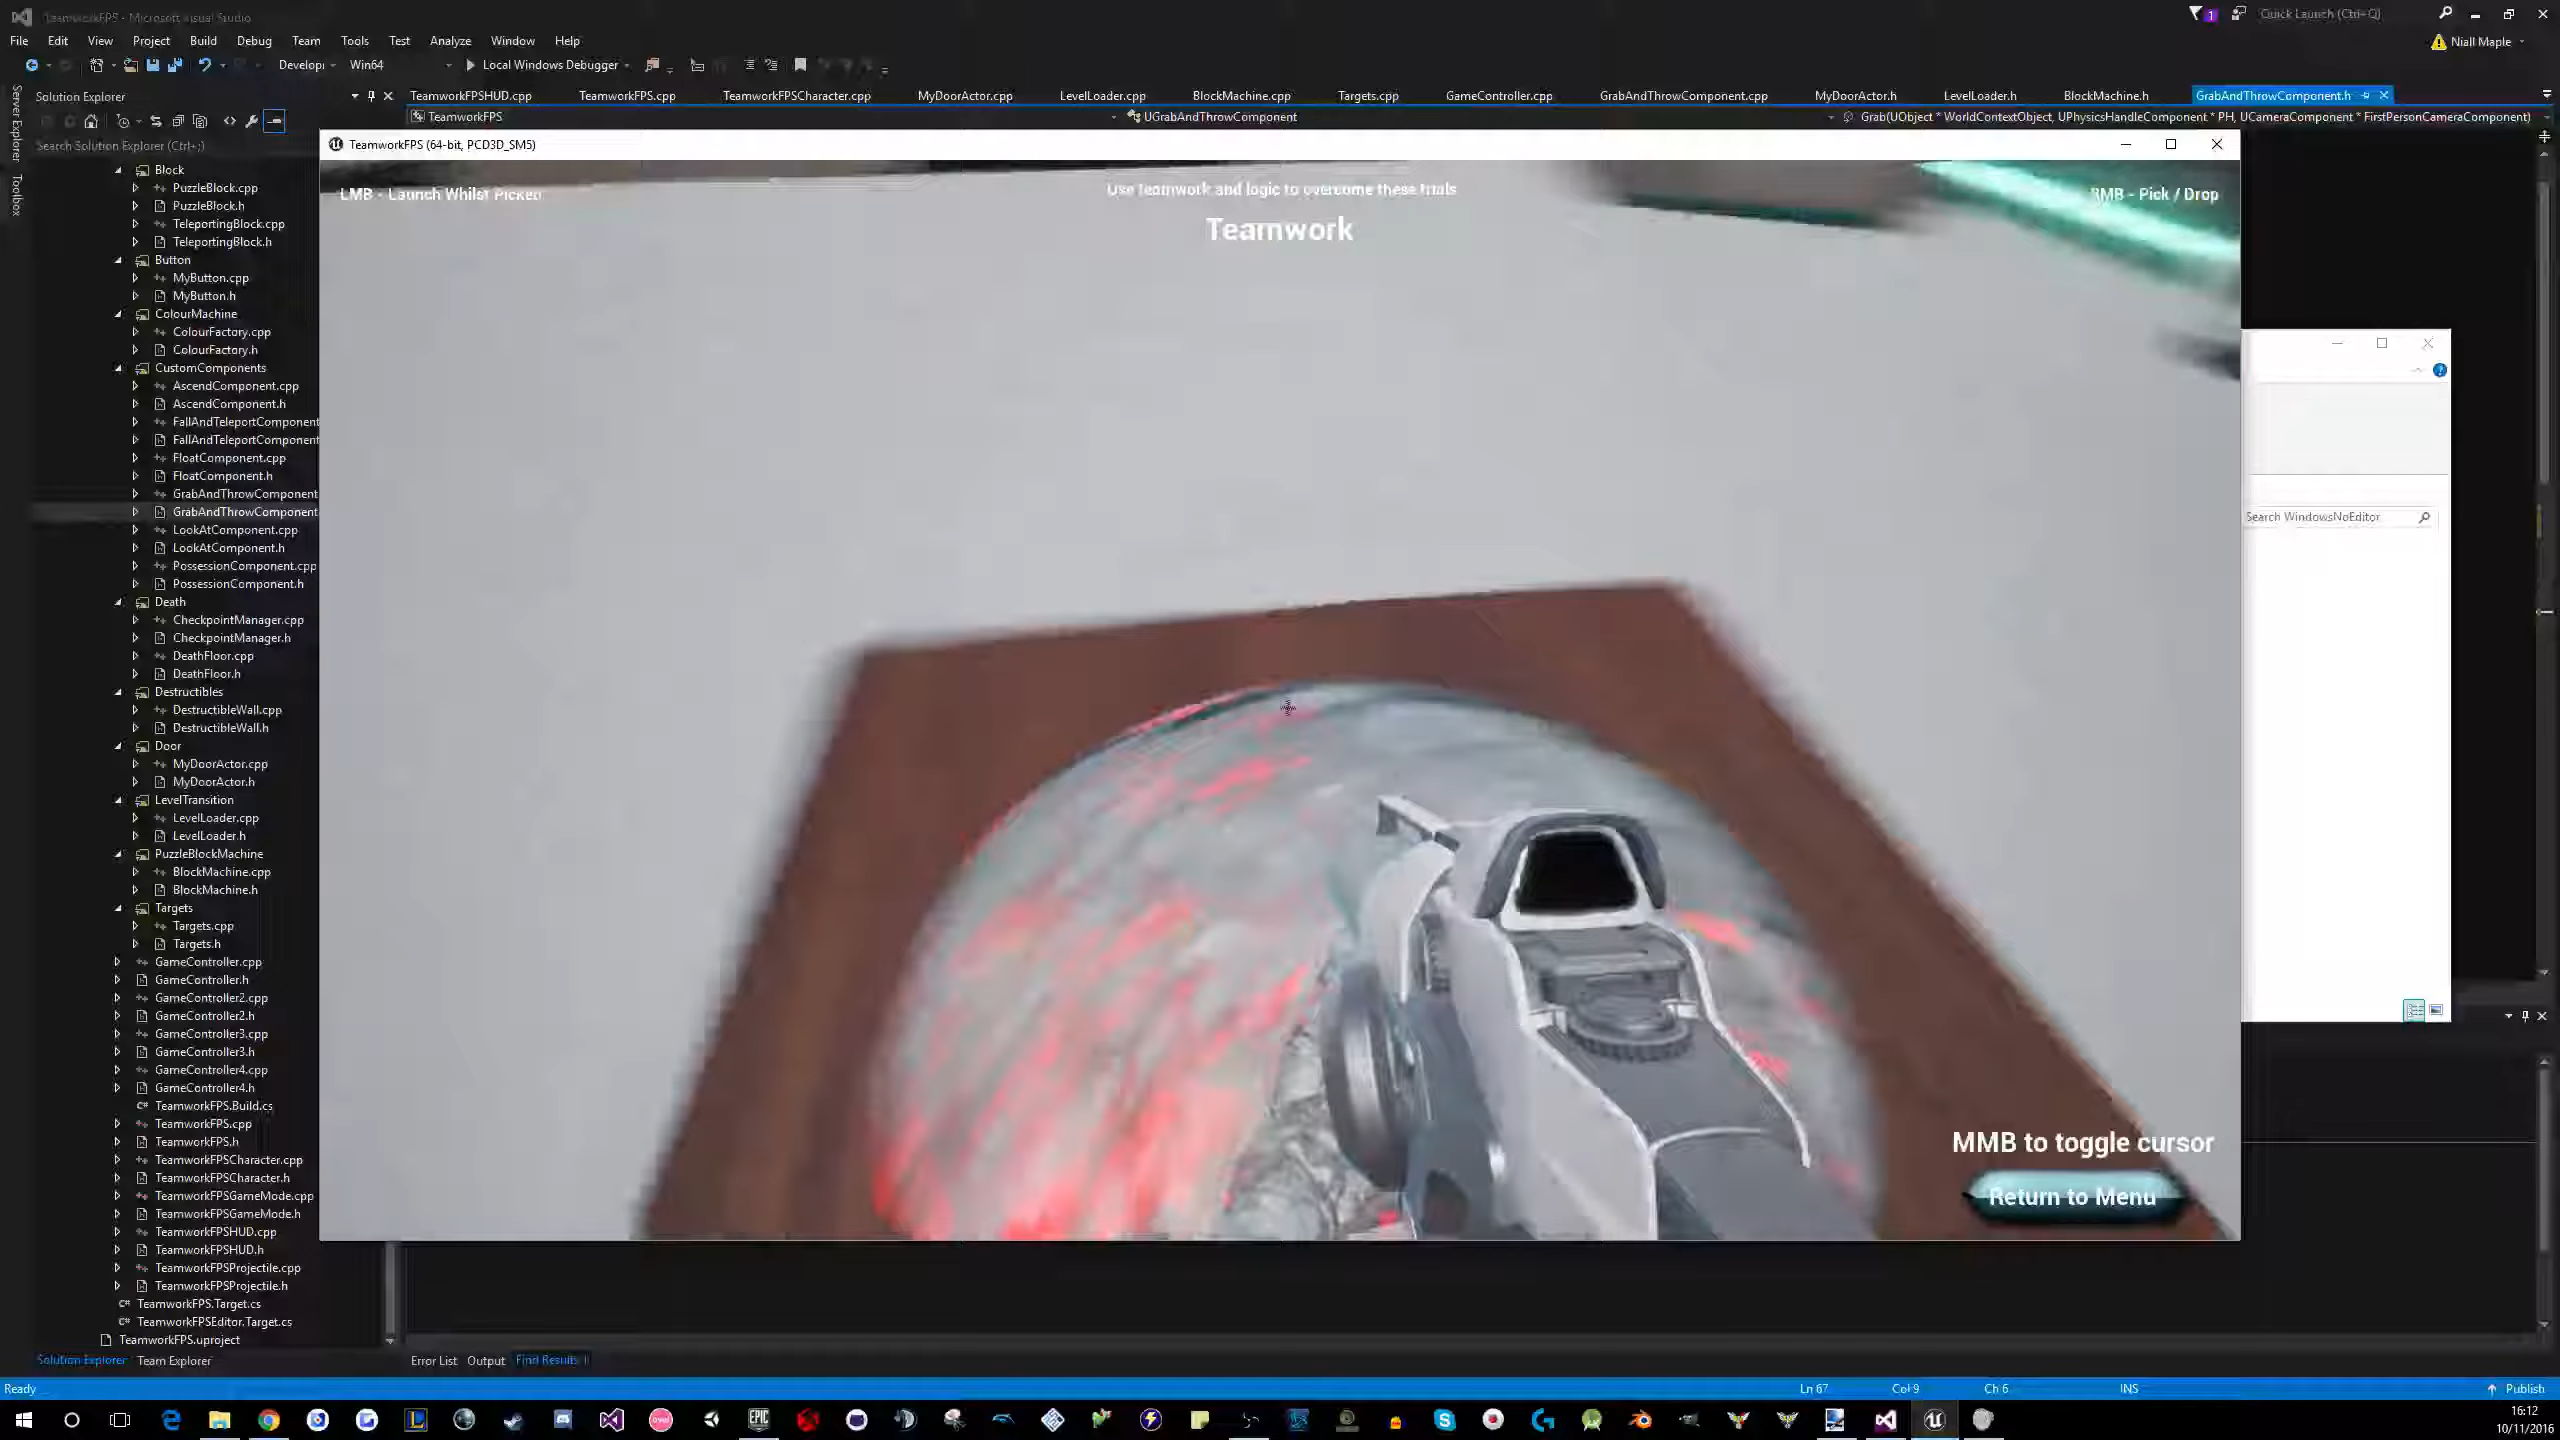 TeamworkFPS - Microsoft Visual Studio
1
Quick Launch (Ctrl+Q)
File Edit View Project Build Debug Team Tools Test Analyze Window Help
Niall Maple
Developi Win64 Local Windows Debugger
Server Explorer
Toolbox
Solution Explorer
TeamworkFPSHUD.cpp TeamworkFPS.cpp TeamworkFPSCharacter.cpp MyDoorActor.cpp LevelLoader.cpp BlockMachine.cpp Targets.cpp GameController.cpp GrabAndThrowComponent.cpp MyDoorActor.h LevelLoader.h BlockMachine.h GrabAndThrowComponent.h
TeamworkFPS UGrabAndThrowComponent Grab(UObject * WorldContextObject, UPhysicsHandleComponent * PH, UCameraComponent * FirstPersonCameraComponent)
Search Solution Explorer (Ctrl+;)
TeamworkFPS (64-bit, PCD3D_SM5)
LMB - Launch Whilst Picked
Use teamwork and logic to overcome these trials
RMB - Pick / Drop
Teamwork
Block
PuzzleBlock.cpp
PuzzleBlock.h
TeleportingBlock.cpp
TeleportingBlock.h
Button
MyButton.cpp
MyButton.h
ColourMachine
ColourFactory.cpp
ColourFactory.h
CustomComponents
AscendComponent.cpp
AscendComponent.h
FallAndTeleportComponent
FallAndTeleportComponent
FloatComponent.cpp
FloatComponent.h
GrabAndThrowComponent
GrabAndThrowComponent
LookAtComponent.cpp
LookAtComponent.h
PossessionComponent.cpp
PossessionComponent.h
Death
CheckpointManager.cpp
CheckpointManager.h
DeathFloor.cpp
DeathFloor.h
Destructibles
DestructibleWall.cpp
DestructibleWall.h
Door
MyDoorActor.cpp
MyDoorActor.h
LevelTransition
LevelLoader.cpp
LevelLoader.h
PuzzleBlockMachine
BlockMachine.cpp
BlockMachine.h
Targets
Targets.cpp
Targets.h
GameController.cpp
GameController.h
GameController2.cpp
GameController2.h
GameController3.cpp
GameController3.h
GameController4.cpp
GameController4.h
TeamworkFPS.Build.cs
TeamworkFPS.cpp
TeamworkFPS.h
TeamworkFPSCharacter.cpp
TeamworkFPSCharacter.h
TeamworkFPSGameMode.cpp
TeamworkFPSGameMode.h
TeamworkFPSHUD.cpp
TeamworkFPSHUD.h
TeamworkFPSProjectile.cpp
TeamworkFPSProjectile.h
TeamworkFPS.Target.cs
TeamworkFPSEditor.Target.cs
TeamworkFPS.uproject
Search WindowsNoEditor
MMB to toggle cursor
Return to Menu
Solution Explorer Team Explorer
Error List Output Find Results 1
Ready Ln 67 Col 9 Ch 6 INS Publish
EPIC
16:12
10/11/2016